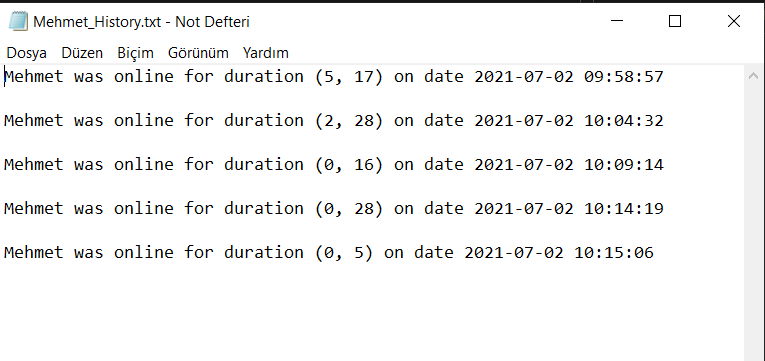 Mehmet_History.txt - Not Defteri
Dosya Düzen Biçim Görünüm Yardım
Mehmet was online for duration (5, 17) on date 2021-07-02 09:58:57
Mehmet was online for duration (2, 28) on date 2021-07-02 10:04:32
Mehmet was online for duration (0, 16) on date 2021-07-02 10:09:14
Mehmet was online for duration (0, 28) on date 2021-07-02 10:14:19
Mehmet was online for duration (0, 5) on date 2021-07-02 10:15:06